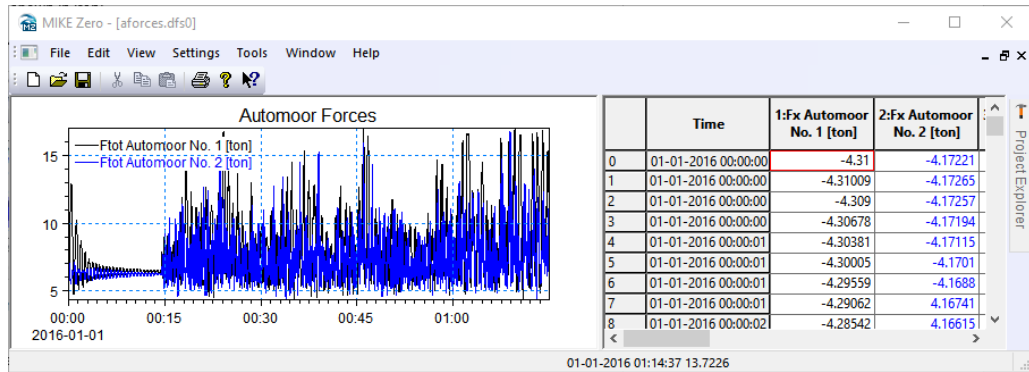 MIKE Zero - [aforces.dfs0]
File Edit View Settings Tools Window Help
Automoor Forces
Ftot Automoor No. 1 [ton]
Ftot Automoor No. 2 [ton]
15
10
5
00:00 00:15 00:30 00:45 01:00
2016-01-01
Time 1:Fx Automoor No. 1 [ton] 2:Fx Automoor No. 2 [ton]
0 01-01-2016 00:00:00 -4.31 -4.17221
1 01-01-2016 00:00:00 -4.31009 -4.17265
2 01-01-2016 00:00:00 -4.309 -4.17257
3 01-01-2016 00:00:00 -4.30678 -4.17194
4 01-01-2016 00:00:01 -4.30381 -4.17115
5 01-01-2016 00:00:01 -4.30005 -4.1701
6 01-01-2016 00:00:01 -4.29559 -4.1688
7 01-01-2016 00:00:01 -4.29062 4.16741
8 01-01-2016 00:00:02 -4.28542 4.16615
Project Explorer
01-01-2016 01:14:37 13.7226